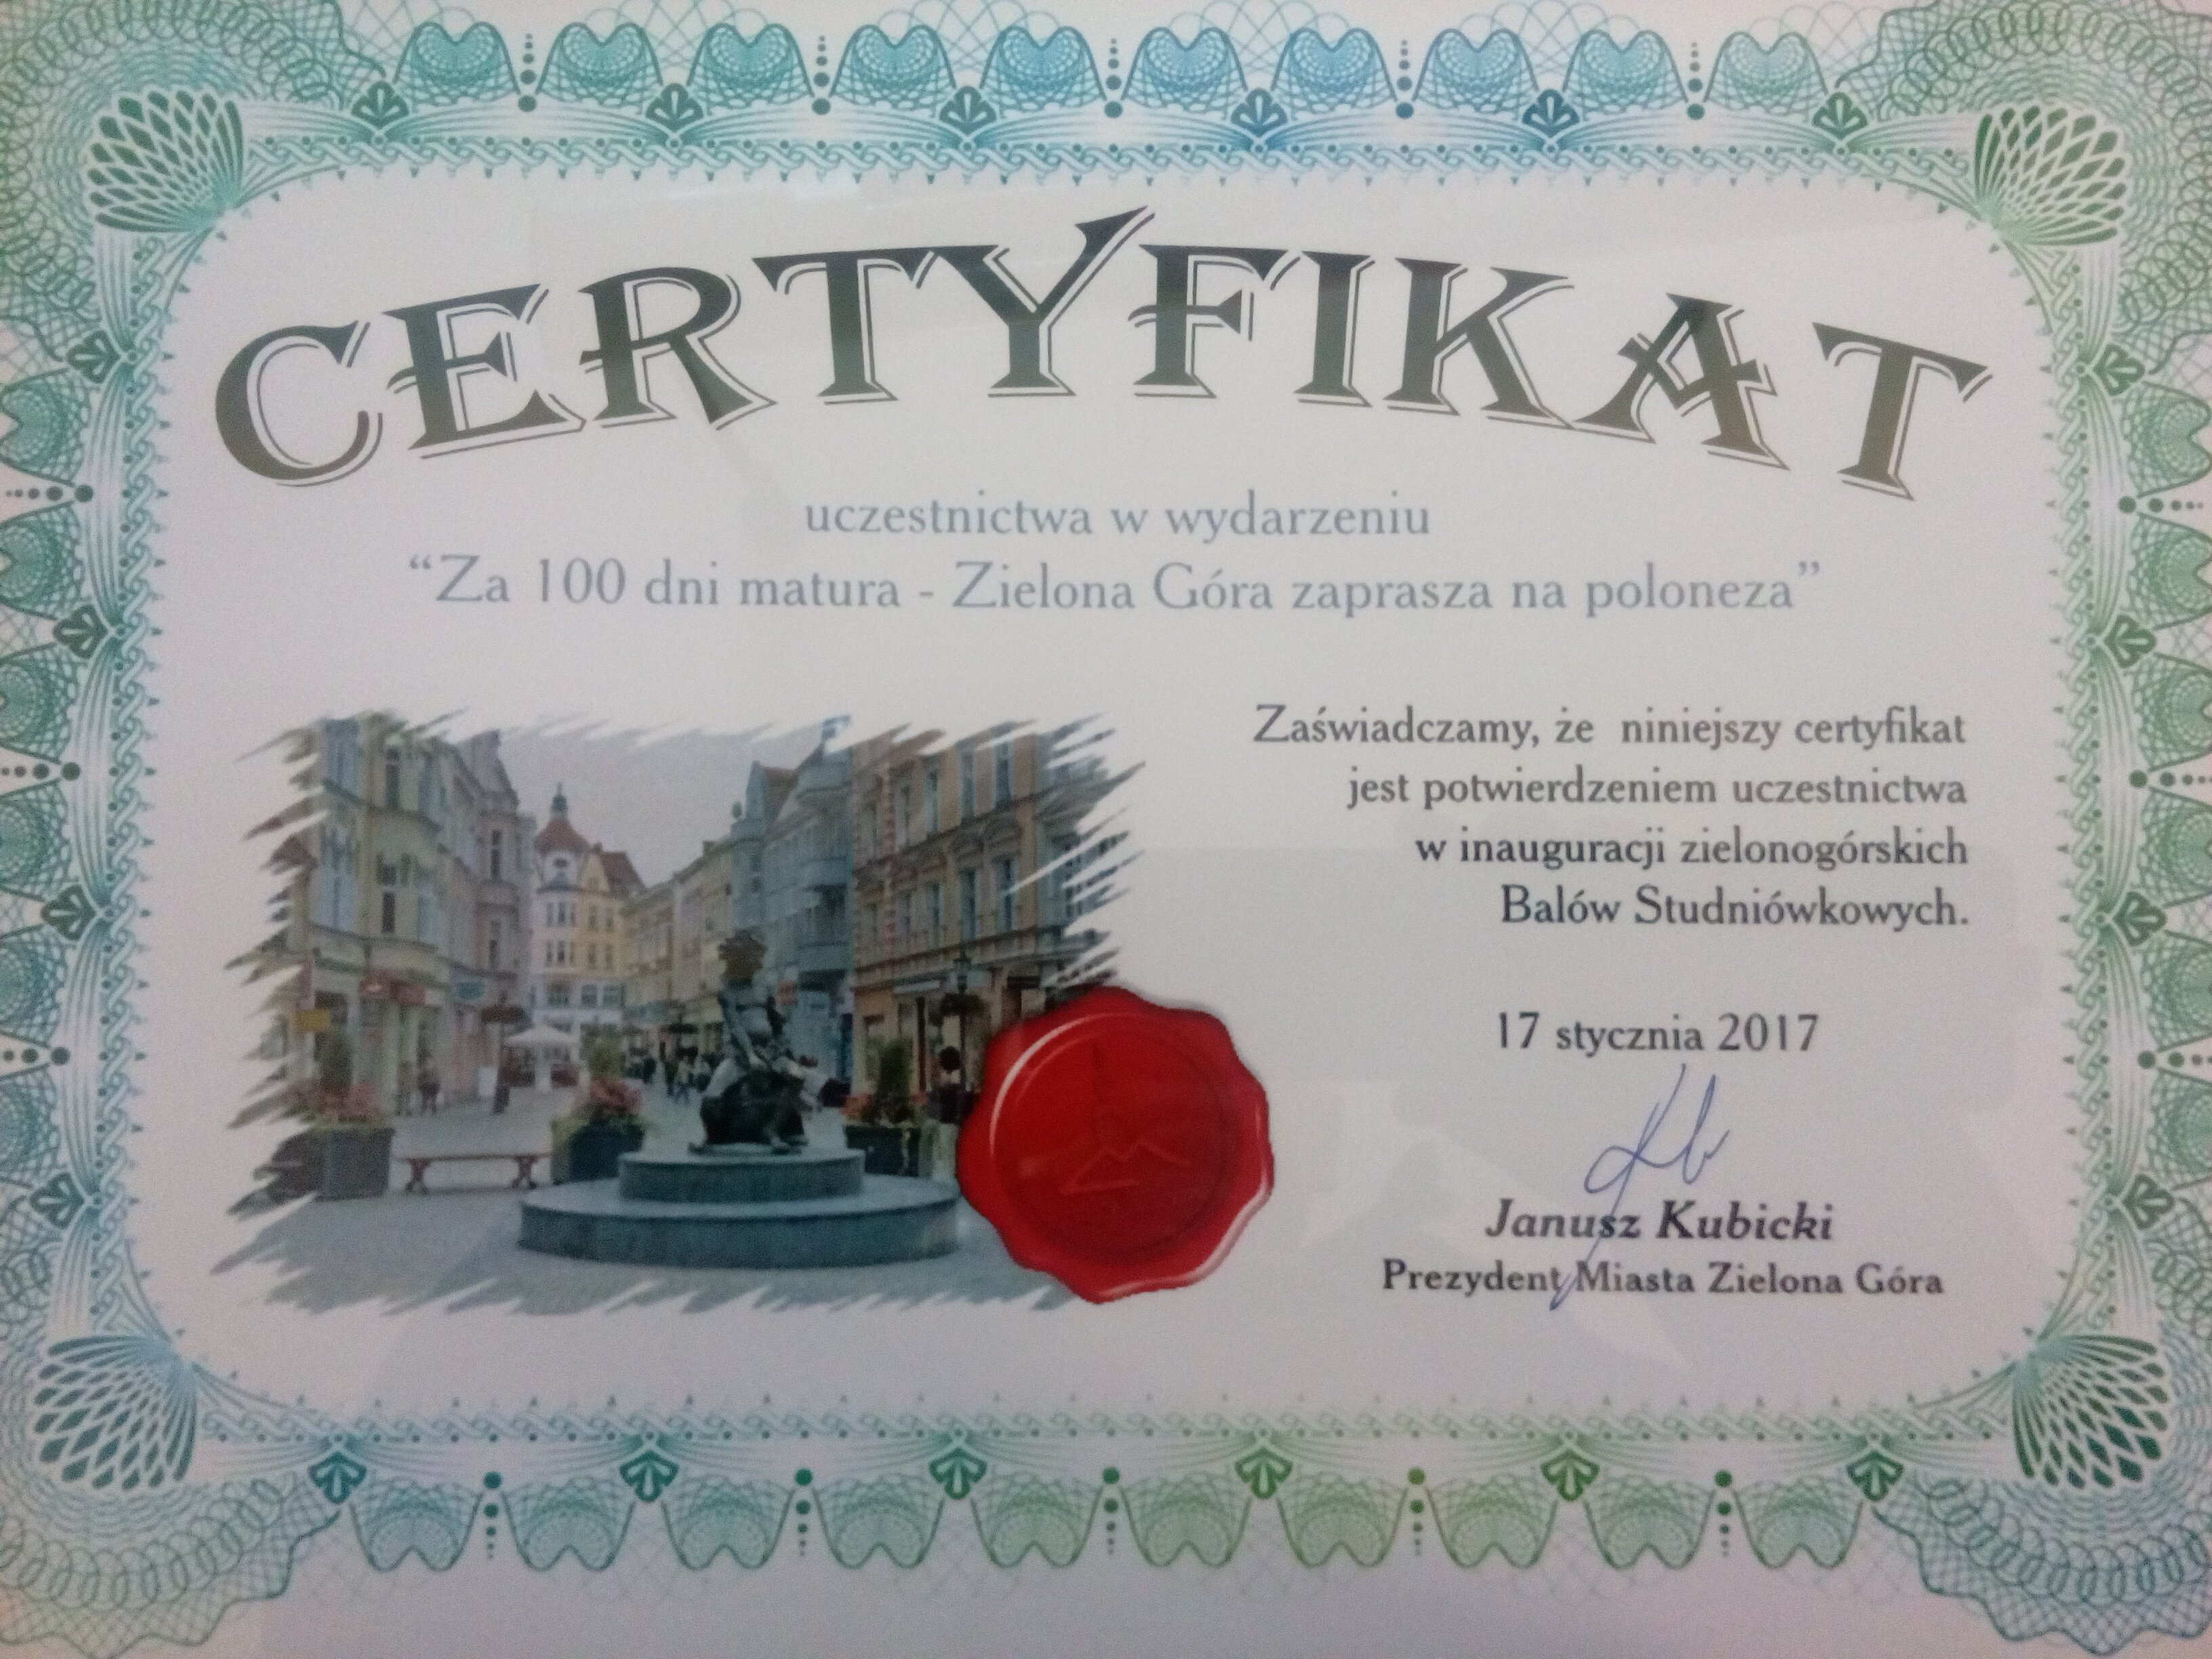 CERTYFIKAT
uczestnictwa w wydarzeniu
“Za 100 dni matura - Zielona Góra zaprasza na poloneza”
Zaświadczamy, że niniejszy certyfikat
jest potwierdzeniem uczestnictwa
w inauguracji zielonogórskich
Balów Studniówkowych.
17 stycznia 2017
Janusz Kubicki
Prezydent Miasta Zielona Góra